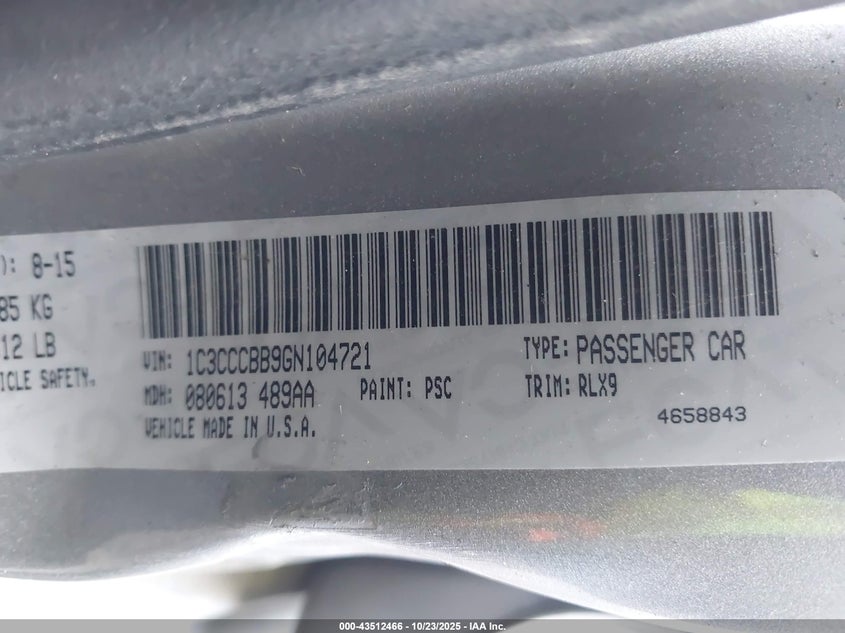 ): 8-15
85 KG
12 LB
ICLE SAFETY.
VIN: 1C3CCCBB9GN104721
TYPE: PASSENGER CAR
MDH: 080613 489AA
PAINT: PSC
TRIM: RLX9
VEHICLE MADE IN U.S.A.
4658843
000-43512466 - 10/23/2025 - IAA Inc.